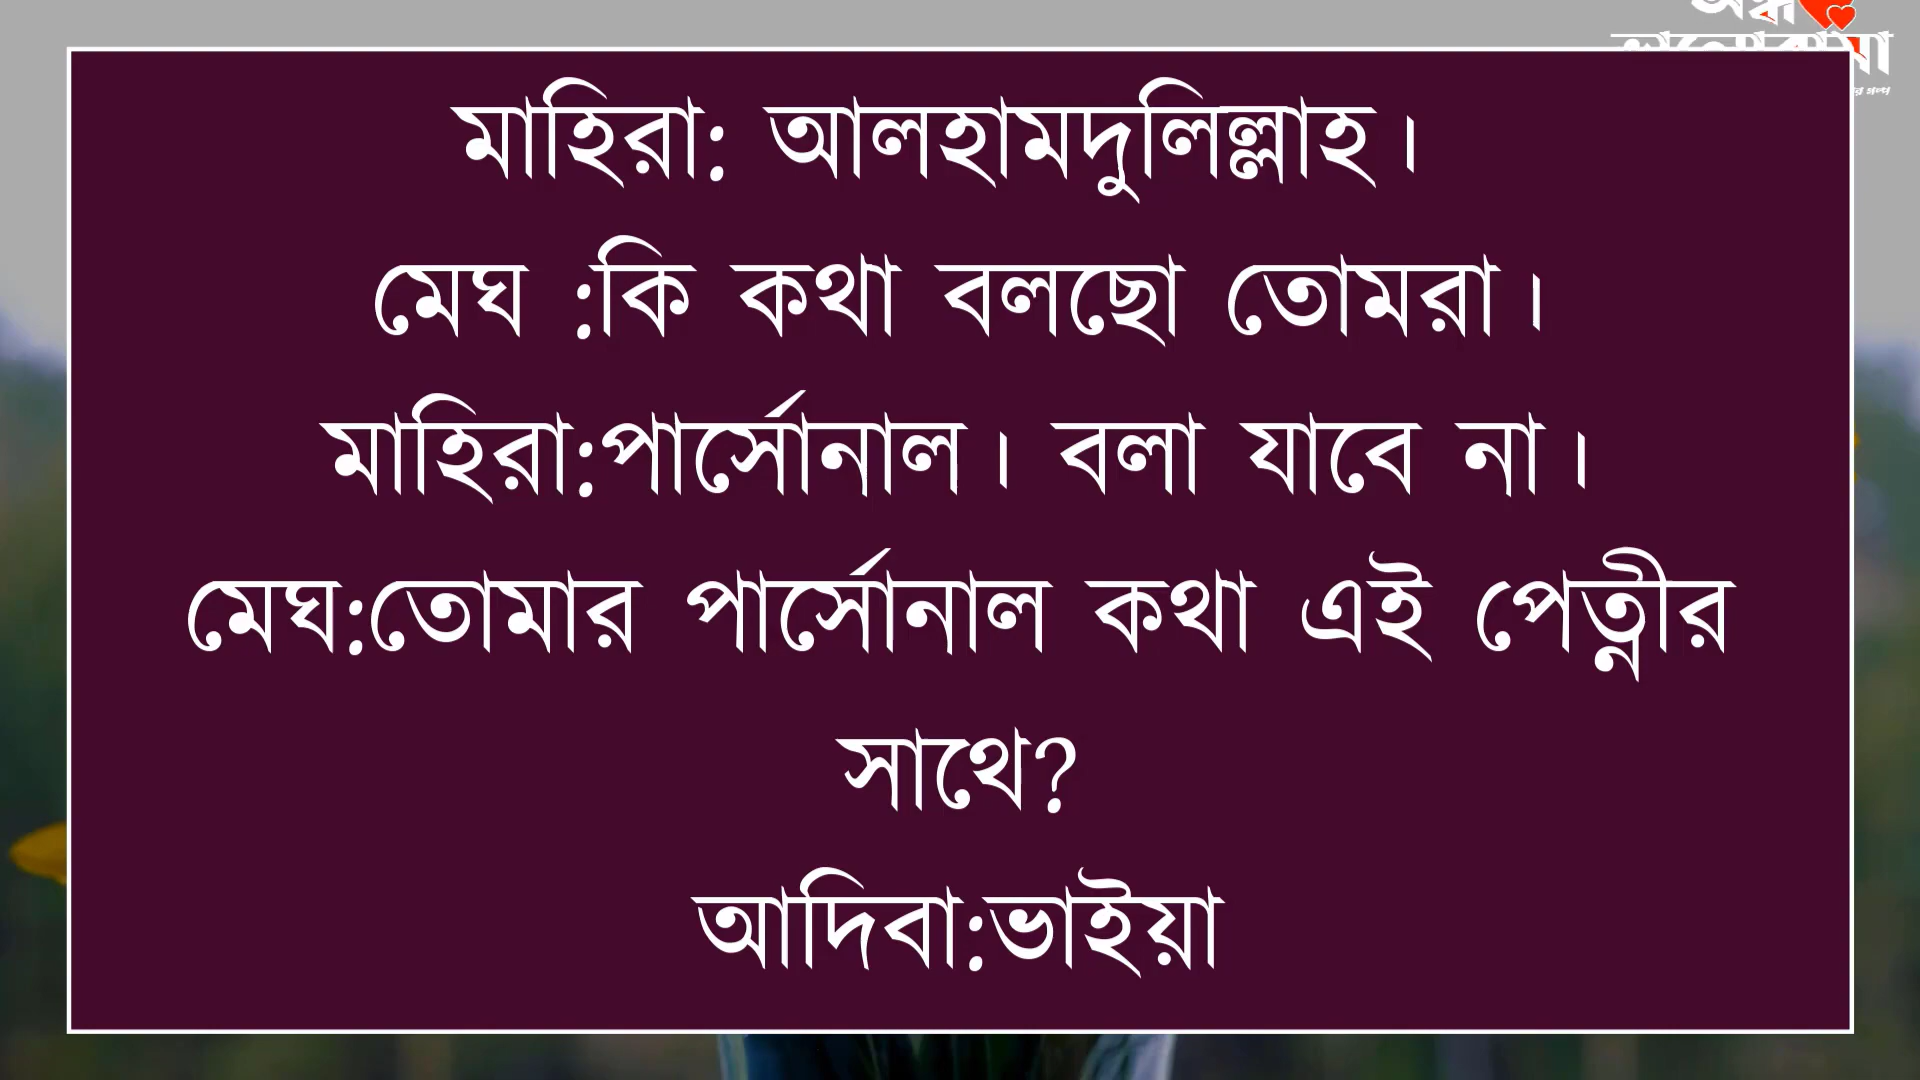 মাহিরা: আলহামদুলিল্লাহ।
মেঘ :কি কথা বলছো তোমরা।
মাহিরা:পার্সোনাল। বলা যাবে না।
মেঘ:তোমার পার্সোনাল কথা এই পেত্নীর
সাথে?
আদিবা:ভাইয়া